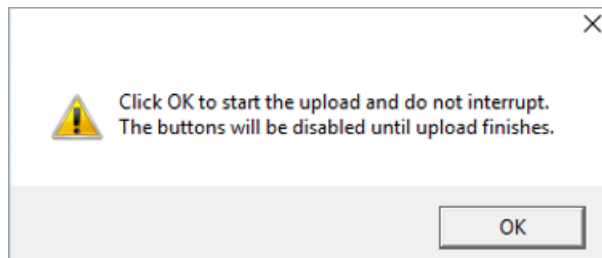 Click OK to start the upload and do not interrupt.
The buttons will be disabled until upload finishes.
OK